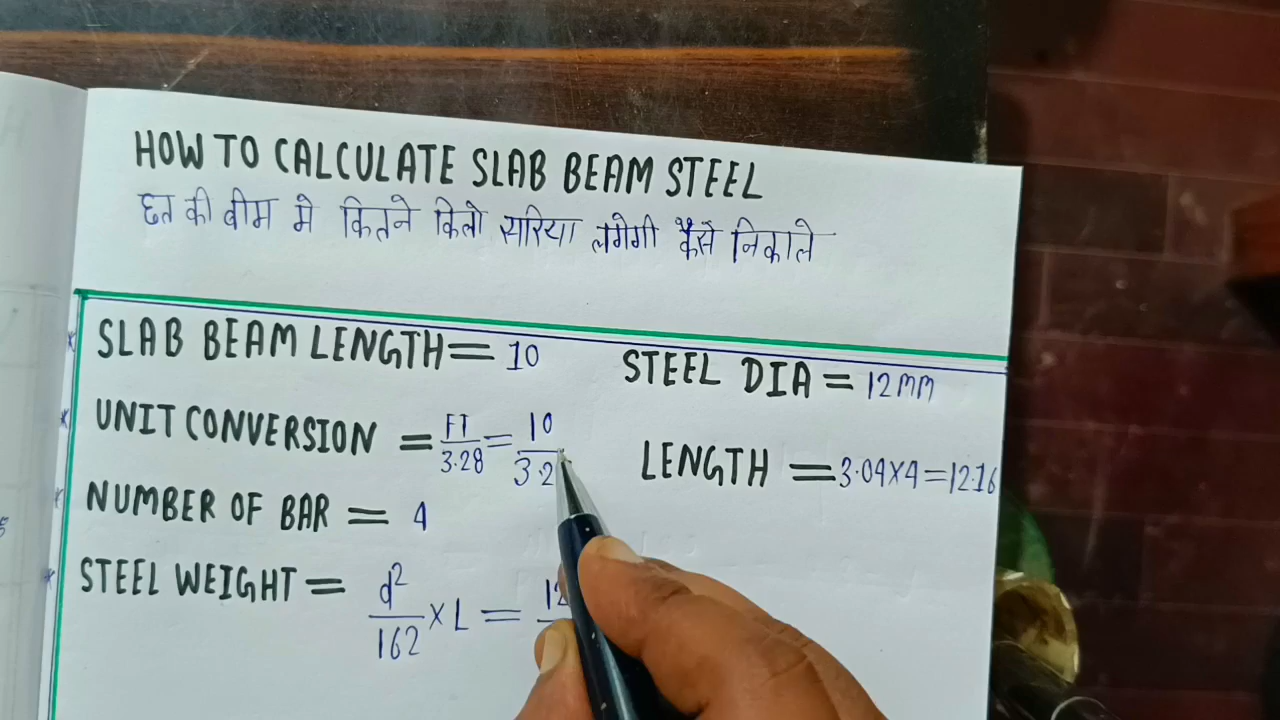 HOW TO CALCULATE SLAB BEAM STEEL
छत की बीम मे कितने किलो सरिया लगेगी कैसे निकाले
SLAB BEAM LENGTH = 10
STEEL DIA = 12MM
UNIT CONVERSION = FT/3.28 = 10/3.2
LENGTH = 3.04×4=12.16
NUMBER OF BAR = 4
STEEL WEIGHT = d²/162 × L = 12